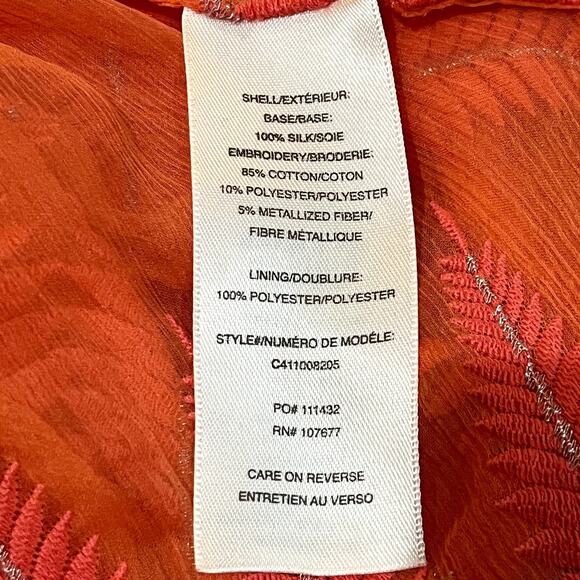 SHELL/EXTÉRIEUR:
BASE/BASE:
100% SILK/SOIE
EMBROIDERY/BRODERIE:
85% COTTON/COTON
10% POLYESTER/POLYESTER
5% METALLIZED FIBER/
FIBRE MÉTALLIQUE
LINING/DOUBLURE:
100% POLYESTER/POLYESTER
STYLE#/NUMÉRO DE MODÉLE:
C411008205
PO# 111432
RN# 107677
CARE ON REVERSE
ENTRETIEN AU VERSO